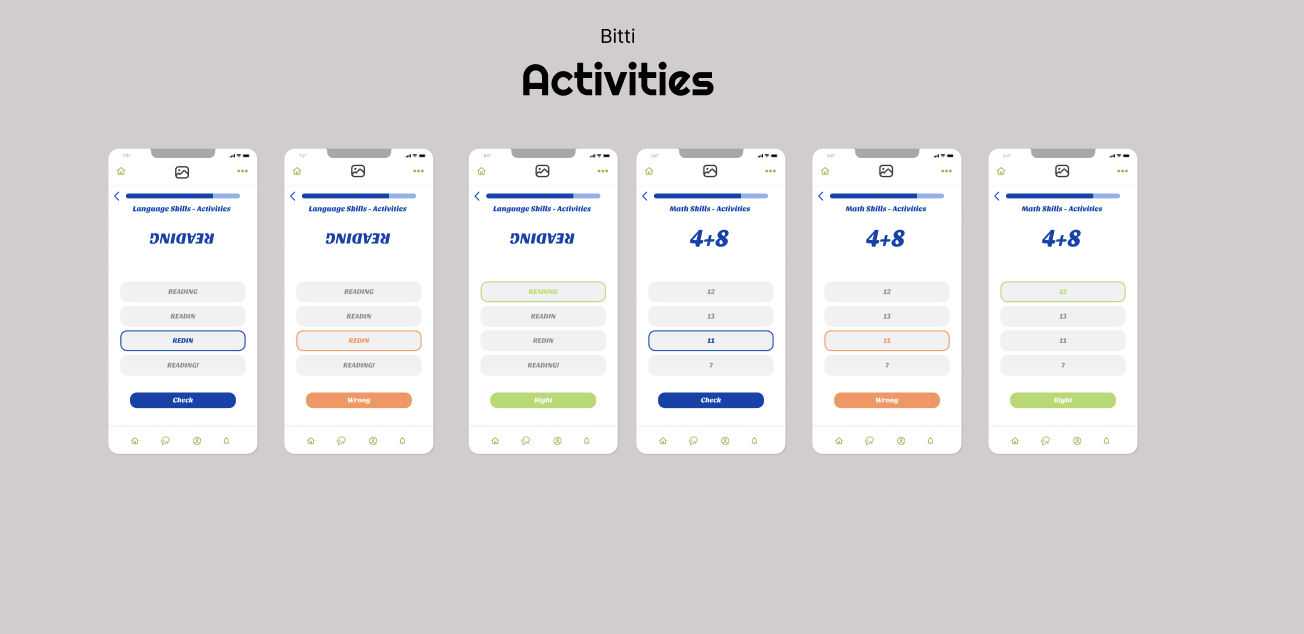 Bitti
Activities
Language Skills - Activities
READING
READING
READIN
REDIN
READING!
Check
Language Skills - Activities
READING
READING
READIN
REDIN
READING!
Wrong
Language Skills - Activities
READING
READING
READIN
REDIN
READING!
Right
Math Skills - Activities
4+8
12
13
11
7
Check
Math Skills - Activities
4+8
12
13
11
7
Wrong
Math Skills - Activities
4+8
12
13
11
7
Right